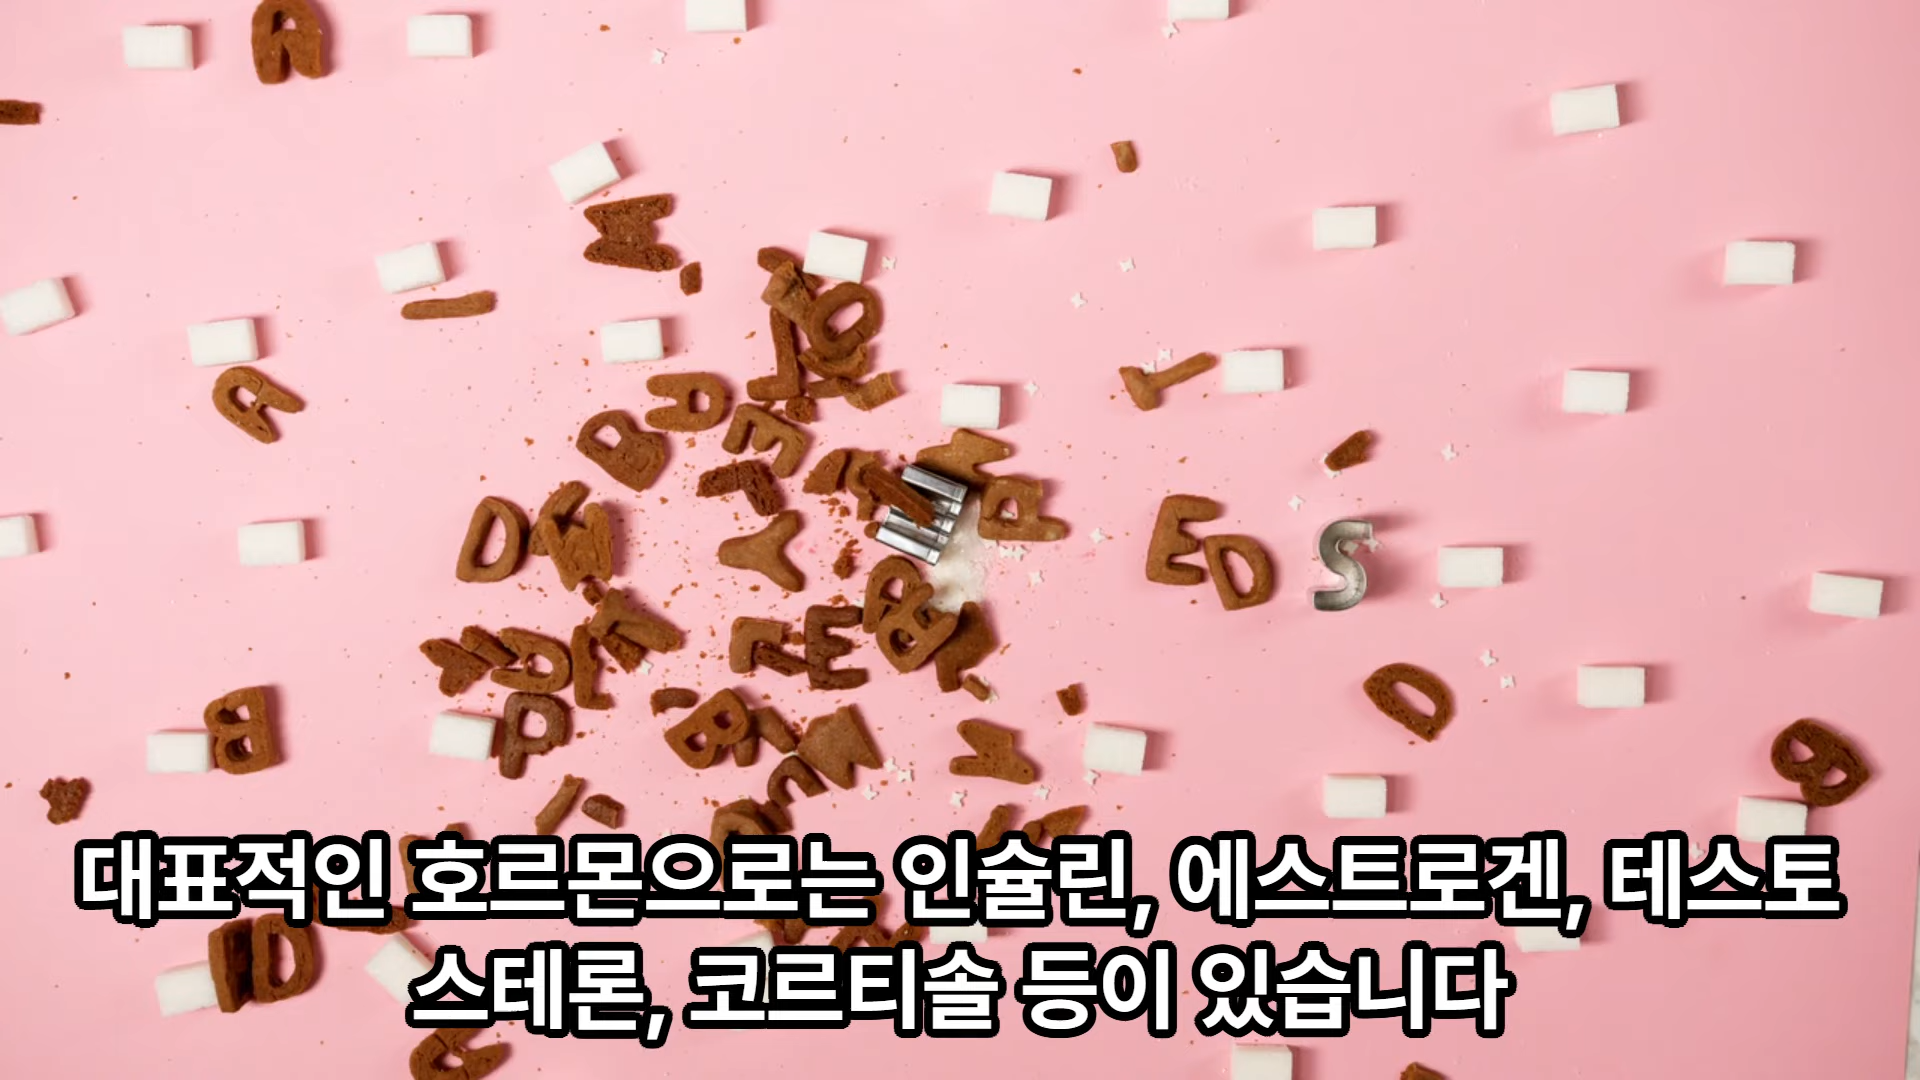 대표적인 호르몬으로는 인슐린, 에스트로겐, 테스토
스테론, 코르티솔 등이 있습니다